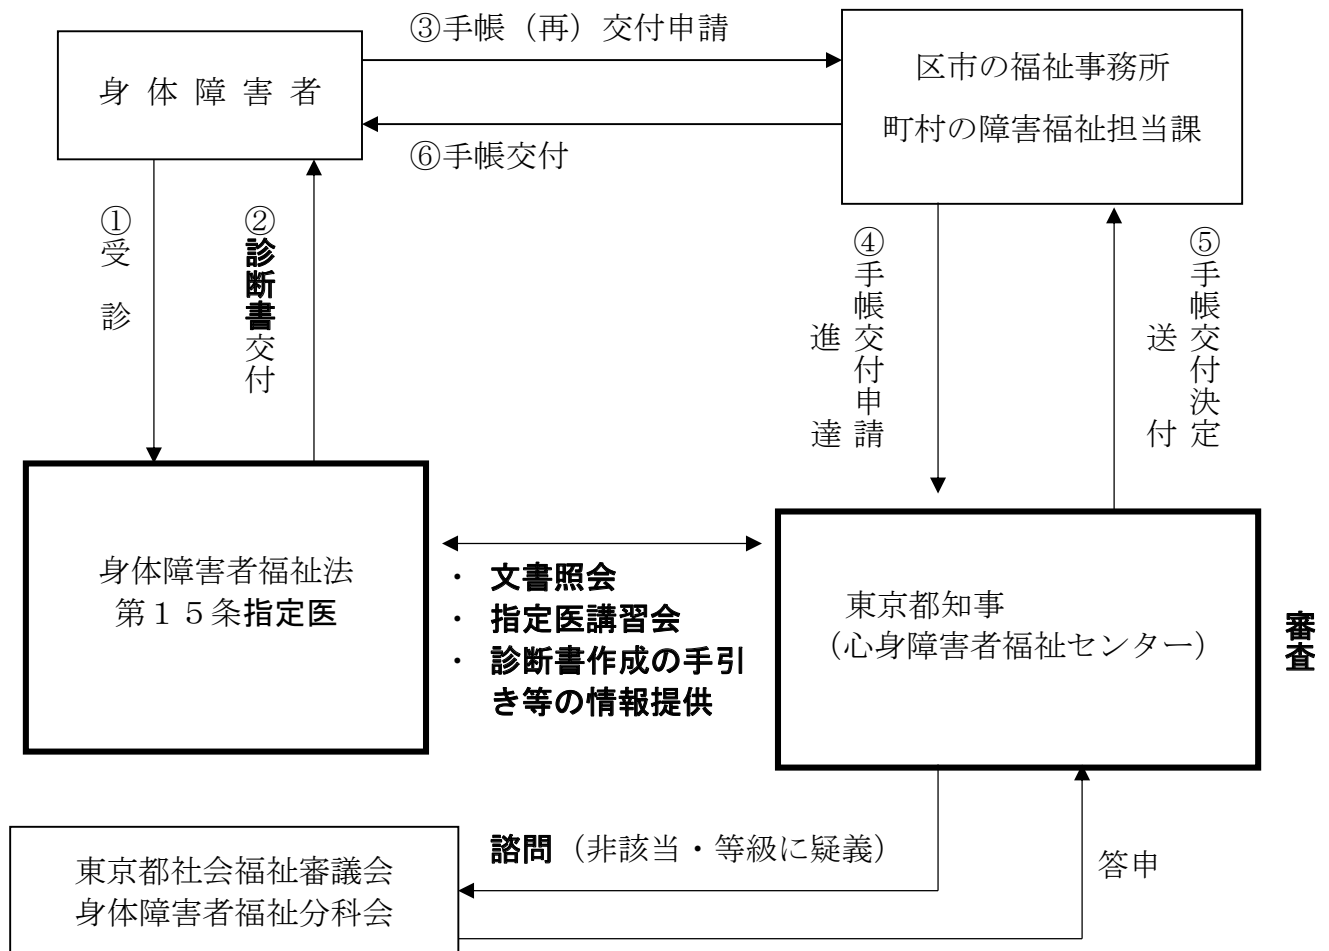 ③手帳（再）交付申請
身体障害者
区市の福祉事務所
町村の障害福祉担当課
⑥手帳交付
①受診
②診断書交付
④手帳交付申請
進達
⑤手帳交付決定
送付
身体障害者福祉法
第１５条指定医
・ 文書照会
・ 指定医講習会
・ 診断書作成の手引
き等の情報提供
東京都知事
（心身障害者福祉センター）
審査
諮問（非該当・等級に疑義）
答申
東京都社会福祉審議会
身体障害者福祉分科会